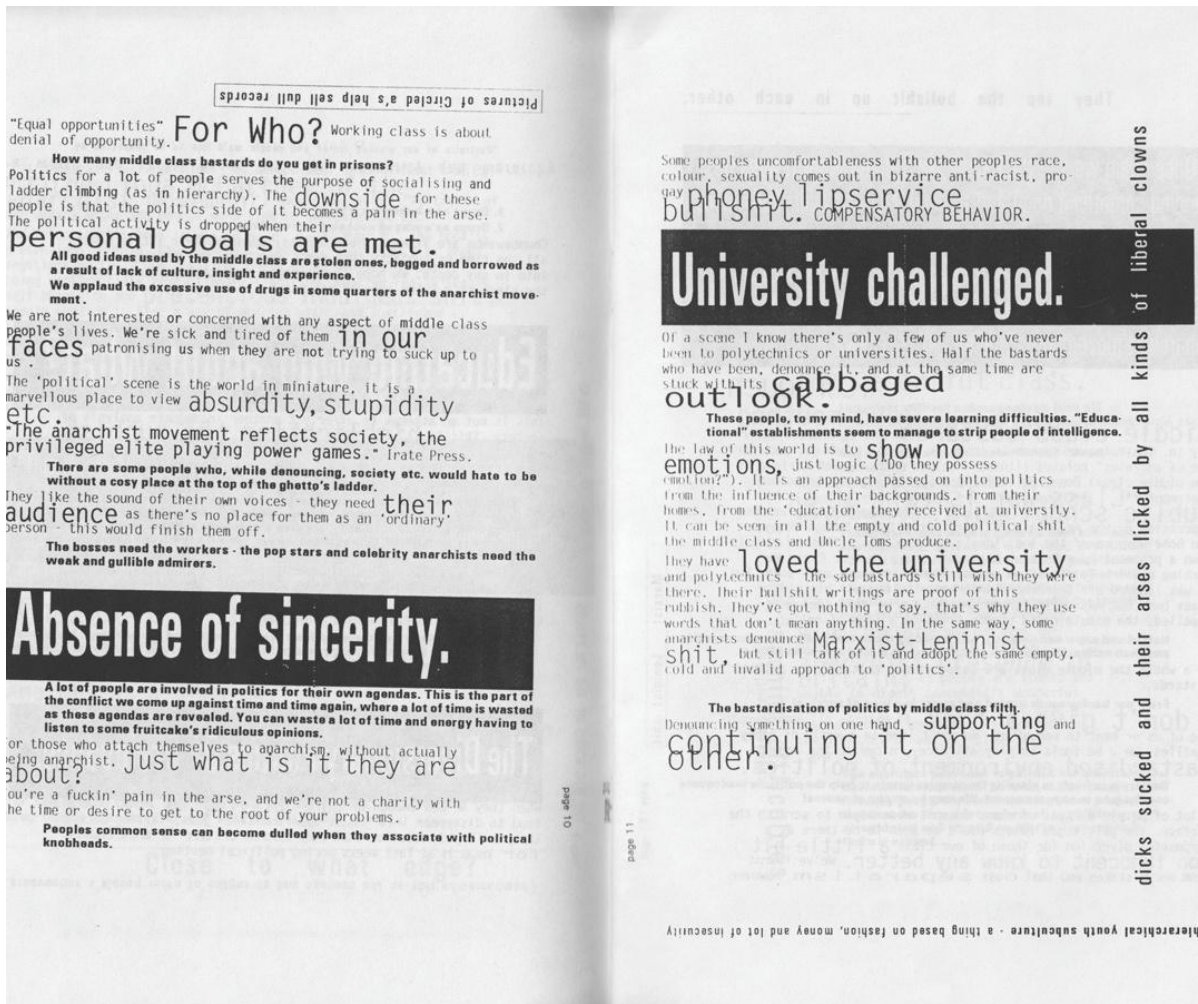 Pictures of Circled a's help sell dull records
"Equal opportunities" For Who? Working class is about
denial of opportunity.
How many middle class bastards do you get in prisons?
Politics for a lot of people serves the purpose of socialising and
ladder climbing (as in hierarchy). The downside for these
people is that the politics side of it becomes a pain in the arse.
The political activity is dropped when their
personal goals are met.
All good ideas used by the middle class are stolen ones, begged and borrowed as
a result of lack of culture, insight and experience.
We applaud the excessive use of drugs in some quarters of the anarchist move-
ment.
We are not interested or concerned with any aspect of middle class
people's lives. We're sick and tired of them in our
faces patronising us when they are not trying to suck up to
us.
The 'political' scene is the world in miniature, it is a
marvellous place to view absurdity, stupidity
etc.
"The anarchist movement reflects society, the
privileged elite playing power games." Irate Press.
There are some people who, while denouncing, society etc. would hate to be
without a cosy place at the top of the ghetto's ladder.
They like the sound of their own voices - they need their
audience as there's no place for them as an 'ordinary'
person - this would finish them off.
The bosses need the workers - the pop stars and celebrity anarchists need the
weak and gullible admirers.
Absence of sincerity.
A lot of people are involved in politics for their own agendas. This is the part of
the conflict we come up against time and time again, where a lot of time is wasted
as these agendas are revealed. You can waste a lot of time and energy having to
listen to some fruitcake's ridiculous opinions.
or those who attach themselves to anarchism, without actually
eing anarchist. just what is it they are
about?
ou're a fuckin' pain in the arse, and we're not a charity with
he time or desire to get to the root of your problems.
Peoples common sense can become dulled when they associate with political
knobheads.
page 10
Some peoples uncomfortableness with other peoples race,
colour, sexuality comes out in bizarre anti-racist, pro-
gay phoney lipservice
bullshit. COMPENSATORY BEHAVIOR.
University challenged.
Of a scene I know there's only a few of us who've never
been to polytechnics or universities. Half the bastards
who have been, denounce it, and at the same time are
stuck with its cabbaged
outlook.
These people, to my mind, have severe learning difficulties. "Educa-
tional" establishments seem to manage to strip people of intelligence.
The law of this world is to show no
emotions, just logic ("Do they possess
emotion?"). It is an approach passed on into politics
from the influence of their backgrounds. From their
homes, from the 'education' they received at university.
It can be seen in all the empty and cold political shit
the middle class and Uncle Toms produce.
They have loved the university
and polytechnics - the sad bastards still wish they were
there. Their bullshit writings are proof of this
rubbish. They've got nothing to say, that's why they use
words that don't mean anything. In the same way, some
anarchists denounce Marxist-Leninist
shit, but still talk of it and adopt the same empty,
cold and invalid approach to 'politics'.
The bastardisation of politics by middle class filth.
Denouncing something on one hand, supporting and
continuing it on the
other.
page 11
dicks sucked and their arses licked by all kinds of liberal clowns
hierarchical youth subculture - a thing based on fashion, money and lot of insecurity